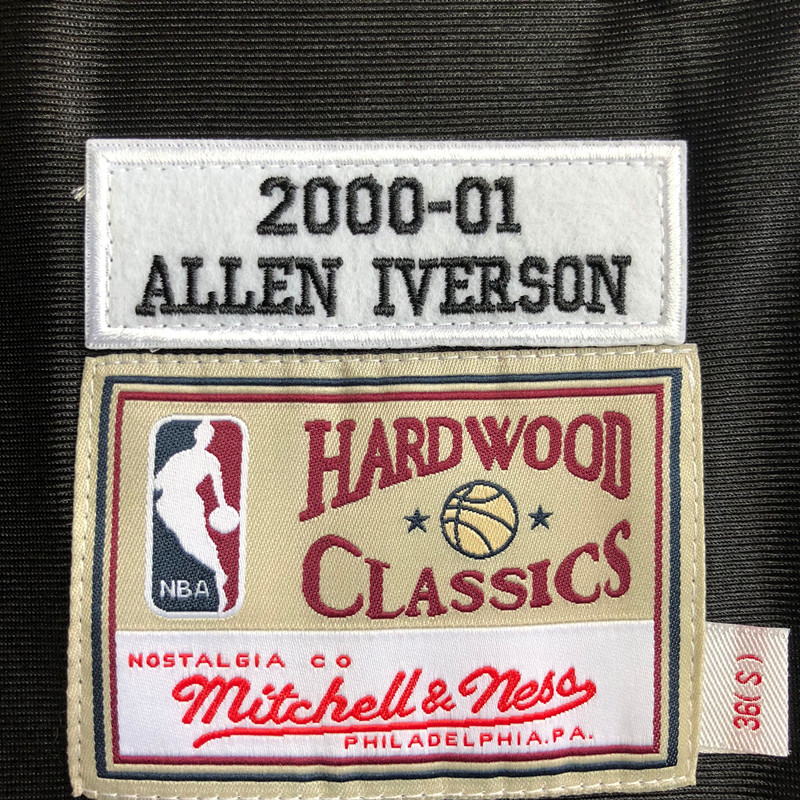 2000-01
ALLEN IVERSON
HARDWOOD
CLASSICS
NBA
NOSTALGIA CO
Mitchell & Ness
PHILADELPHIA.PA.
36(S)